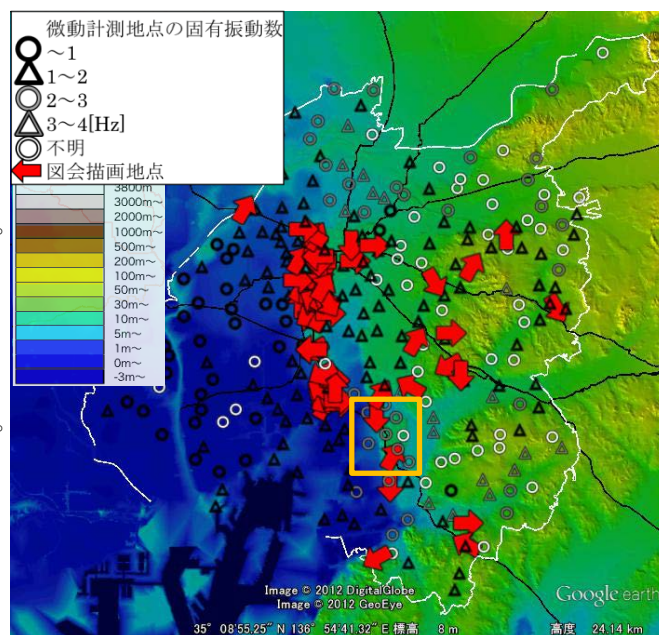 微動計測地点の固有振動数
～1
1～2
2～3
3～4[Hz]
不明
図会描画地点
3800m～
3000m～
2000m～
1000m～
500m～
200m～
100m～
50m～
30m～
10m～
5m～
1m～
0m～
-3m～
Image © 2012 DigitalGlobe
Image © 2012 GeoEye
Google earth
35° 08'55.25" N 136° 54'41.32" E 標高 8 m 高度 24.14 km